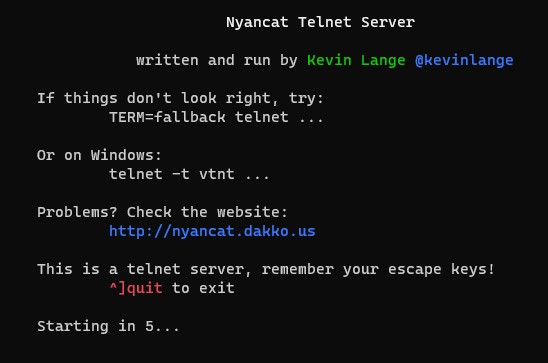 Nyancat Telnet Server
written and run by Kevin Lange @kevinlange
If things don't look right, try:
TERM=fallback telnet ...
Or on Windows:
telnet -t vtnt ...
Problems? Check the website:
http://nyancat.dakko.us
This is a telnet server, remember your escape keys!
^]quit to exit
Starting in 5...